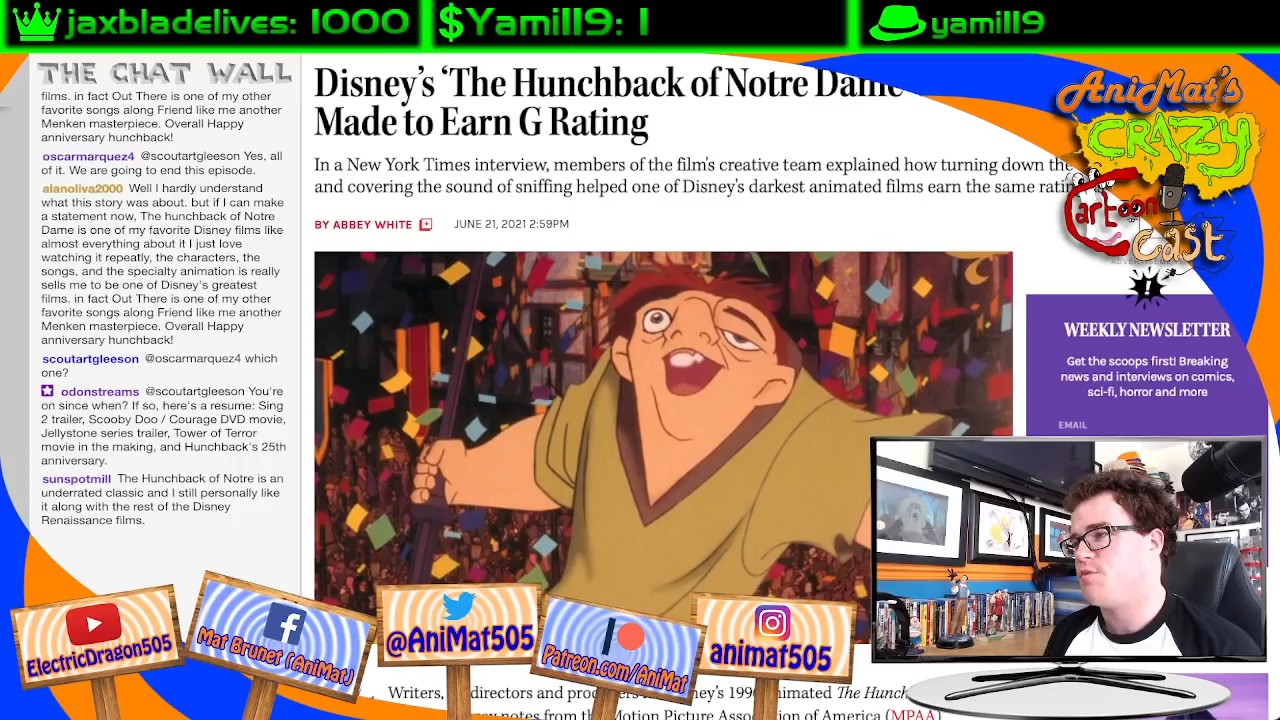 jaxbladelives: 1000
$Yamill9: 1
yamill9
THE CHAT WALL
films. in fact Out There is one of my other
favorite songs along Friend like me another
Menken masterpiece. Overall Happy
anniversary hunchback!
oscarmarquez4 @scoutartgleeson Yes, all
of it. We are going to end this episode.
alanoliva2000 Well I hardly understand
what this story was about. but if I can make
a statement now, The hunchback of Notre
Dame is one of my favorite Disney films like
almost everything about it I just love
watching it repeatly, the characters, the
songs, and the specialty animation is really
sells me to be one of Disney's greatest
films. in fact Out There is one of my other
favorite songs along Friend like me another
Menken masterpiece. Overall Happy
anniversary hunchback!
scoutartgleeson @oscarmarquez4 which
one?
odonstreams @scoutartgleeson You're
on since when? If so, here's a resume: Sing
2 trailer, Scooby Doo / Courage DVD movie,
Jellystone series trailer, Tower of Terror
movie in the making, and Hunchback's 25th
anniversary.
sunspotmill The Hunchback of Notre is an
underrated classic and I still personally like
it along with the rest of the Disney
Renaissance films.
Disney's 'The Hunchback of Notre Dame
Made to Earn G Rating
In a New York Times interview, members of the film's creative team explained how turning down the
and covering the sound of sniffing helped one of Disney's darkest animated films earn the same
BY ABBEY WHITE
JUNE 21, 2021 2:59PM
AniMat's
CRAZY
Cartoon
Cast
!
WEEKLY NEWSLETTER
Get the scoops first! Breaking
news and interviews on comics,
sci-fi, horror and more
EMAIL
ElectricDragon505
Mat Brunet (AniMat)
@AniMat505
Patreon.com/AniMat
animat505
Writers, directors and
notes from Motion Picture Association of America (MPAA)